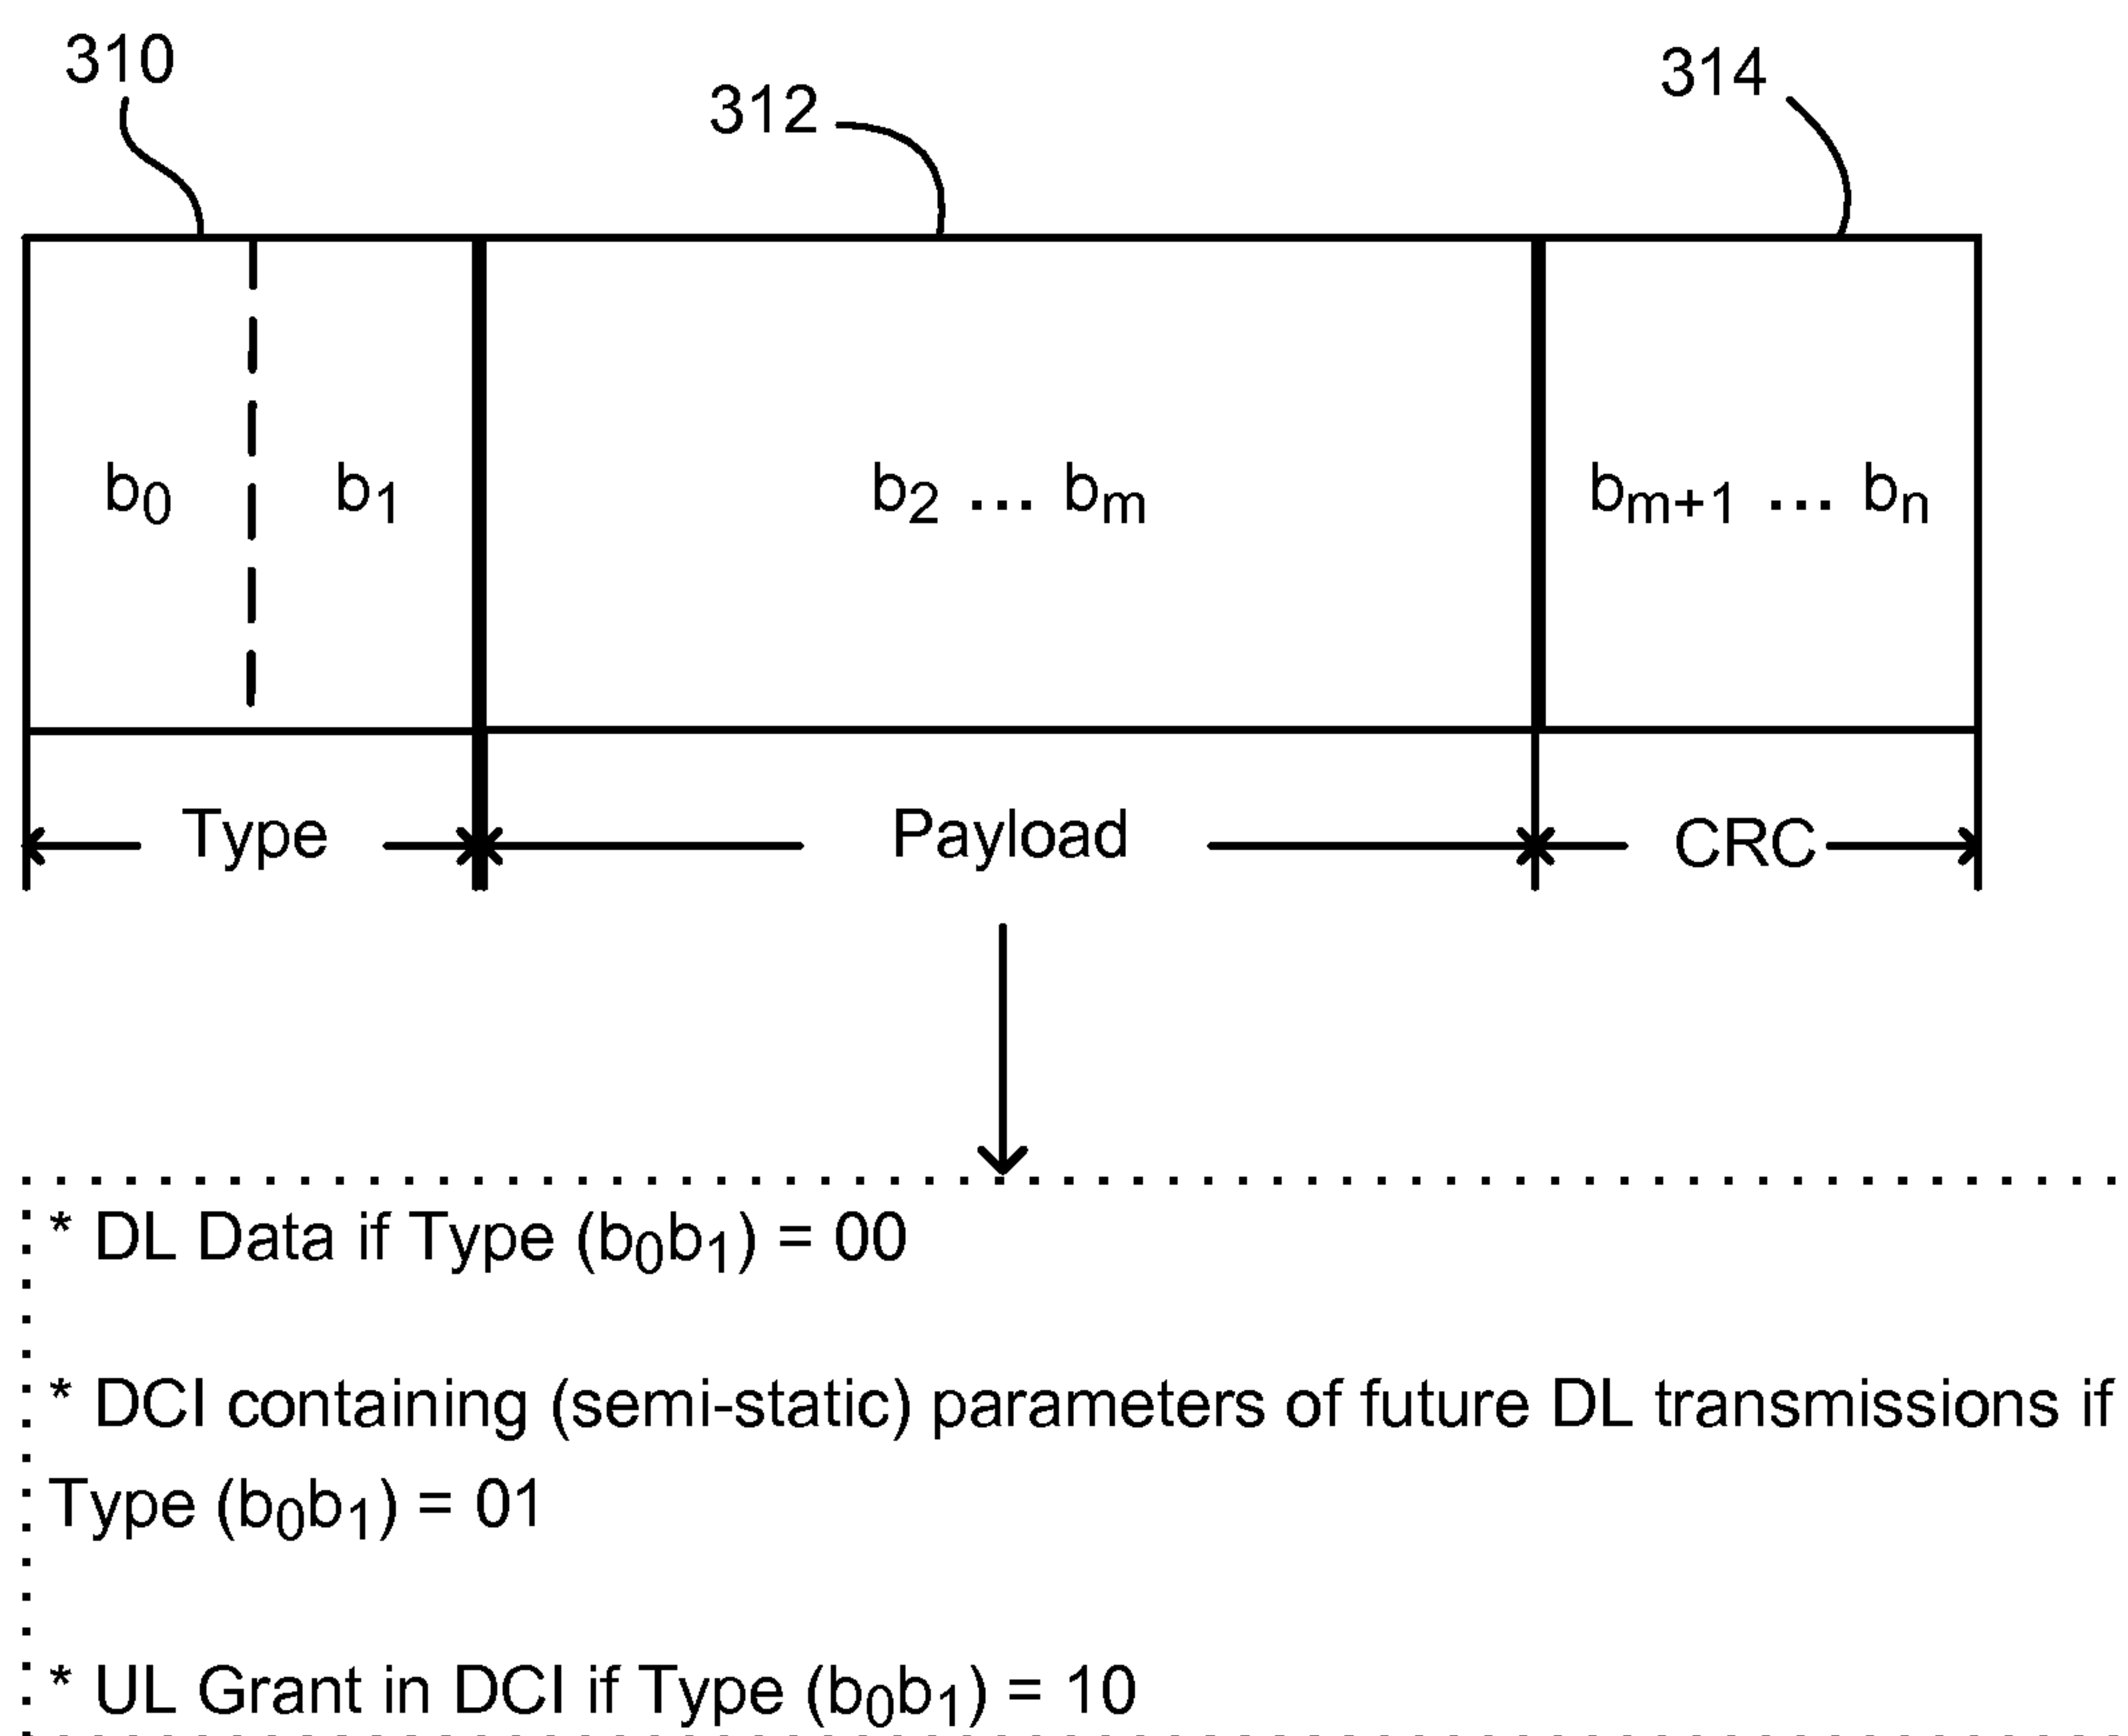 310
312
314
b0 b1 b2 ... bm bm+1 ... bn
Type Payload CRC
* DL Data if Type (b0b1) = 00
* DCI containing (semi-static) parameters of future DL transmissions if
Type (b0b1) = 01
* UL Grant in DCI if Type (b0b1) = 10